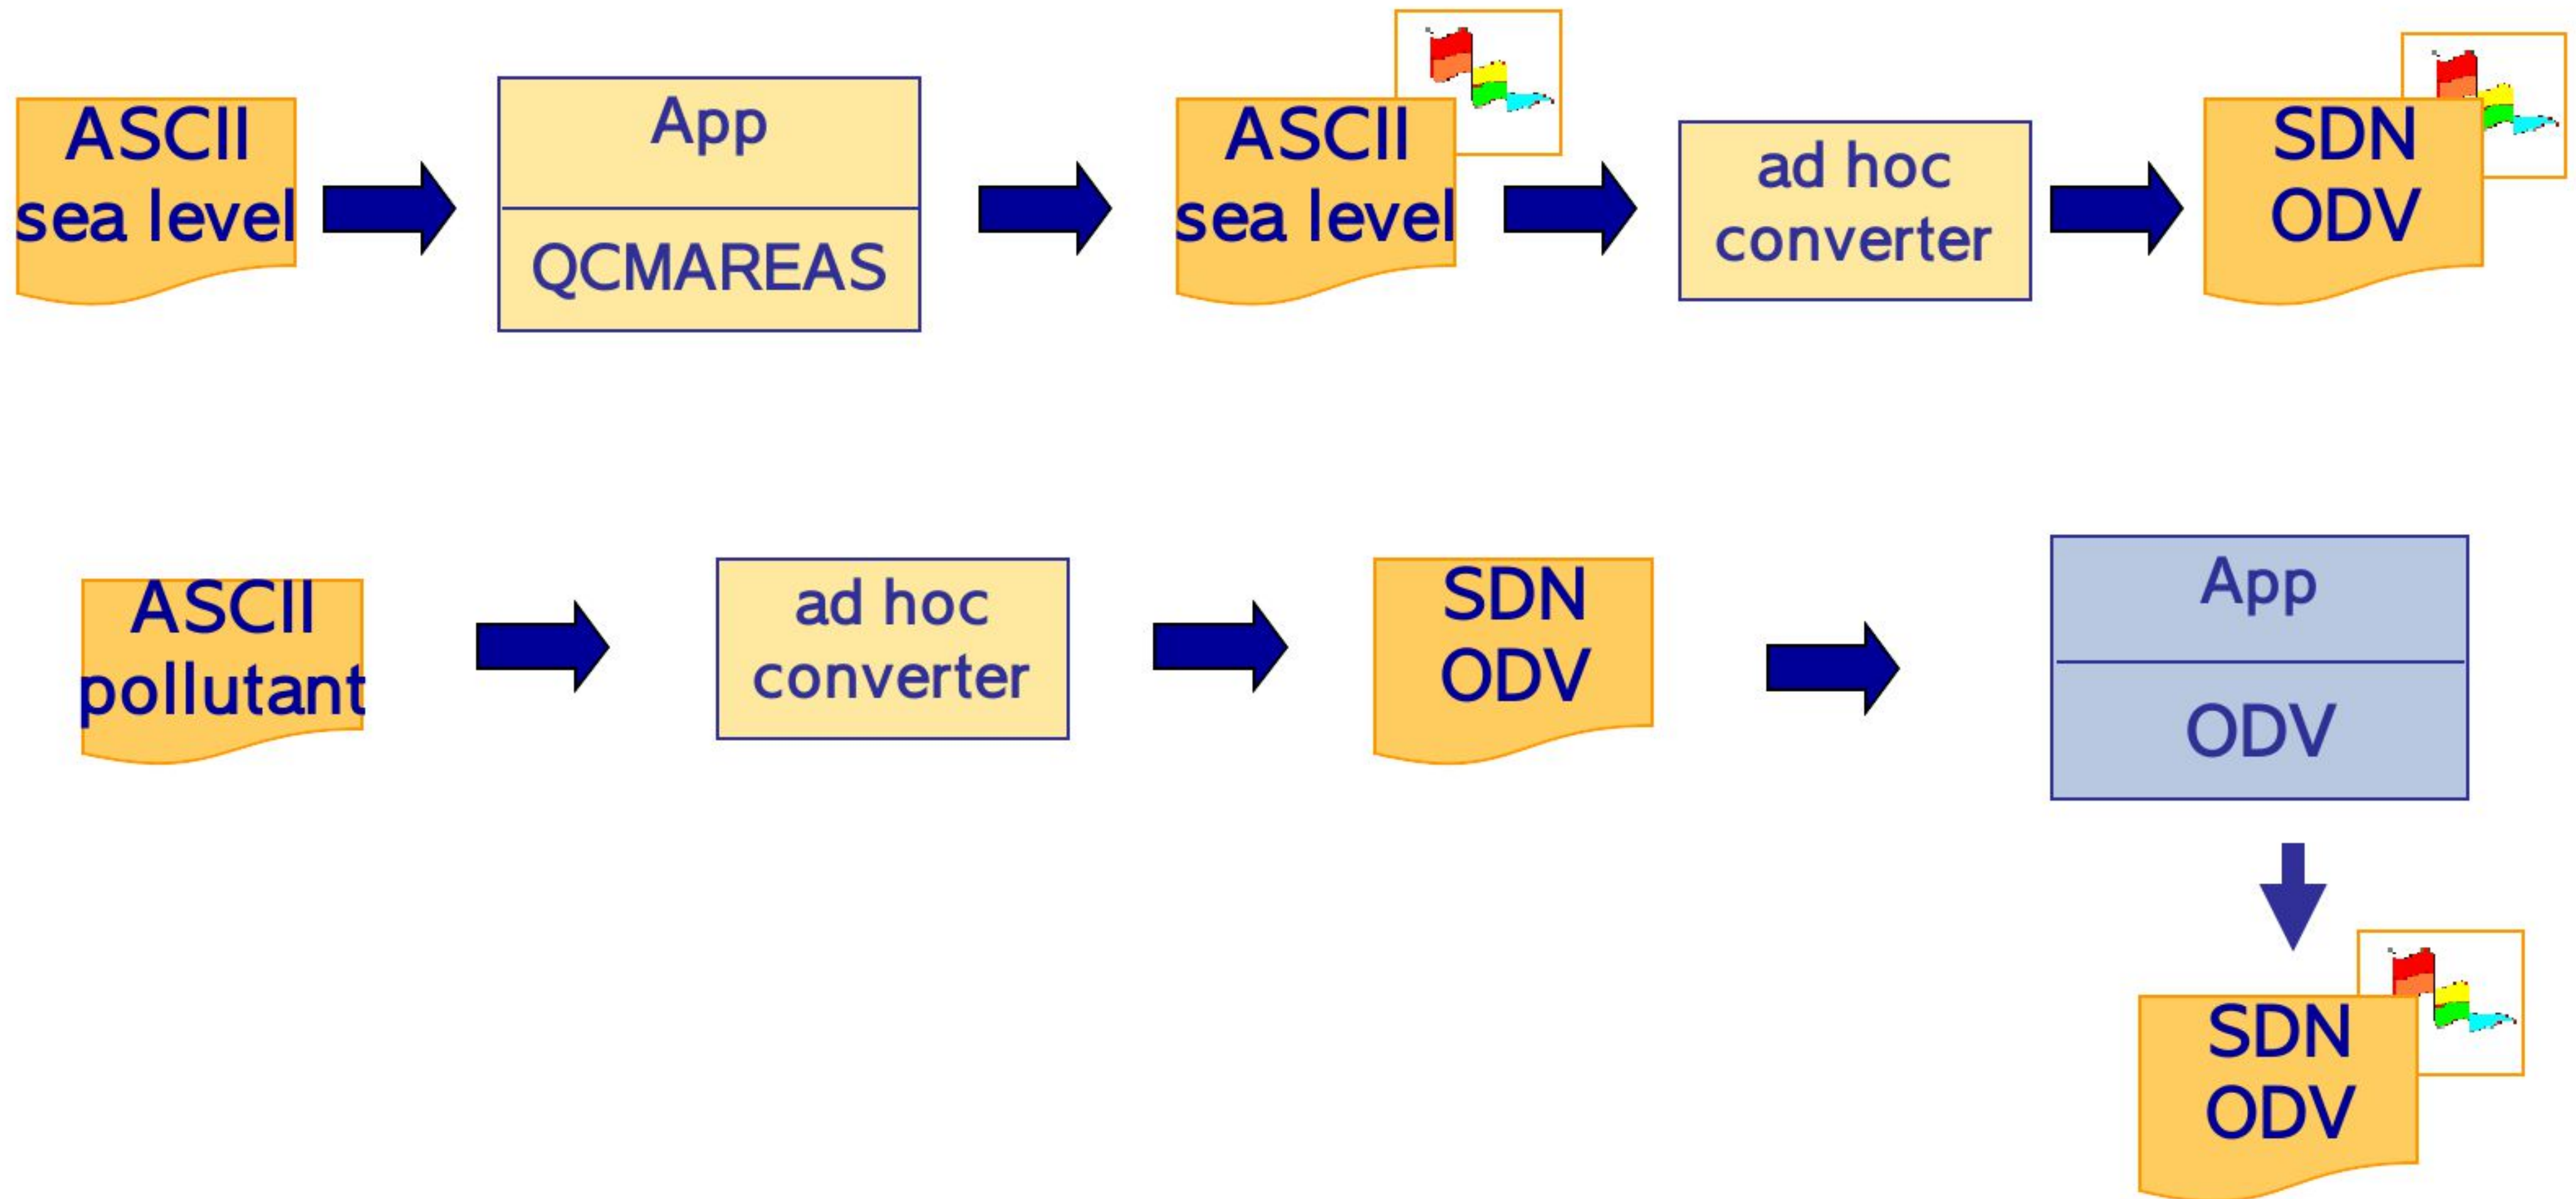 ASCII
sea level
App
QCMAREAS
ASCII
sea level
ad hoc
converter
SDN
ODV
ASCII
pollutant
ad hoc
converter
SDN
ODV
App
ODV
SDN
ODV